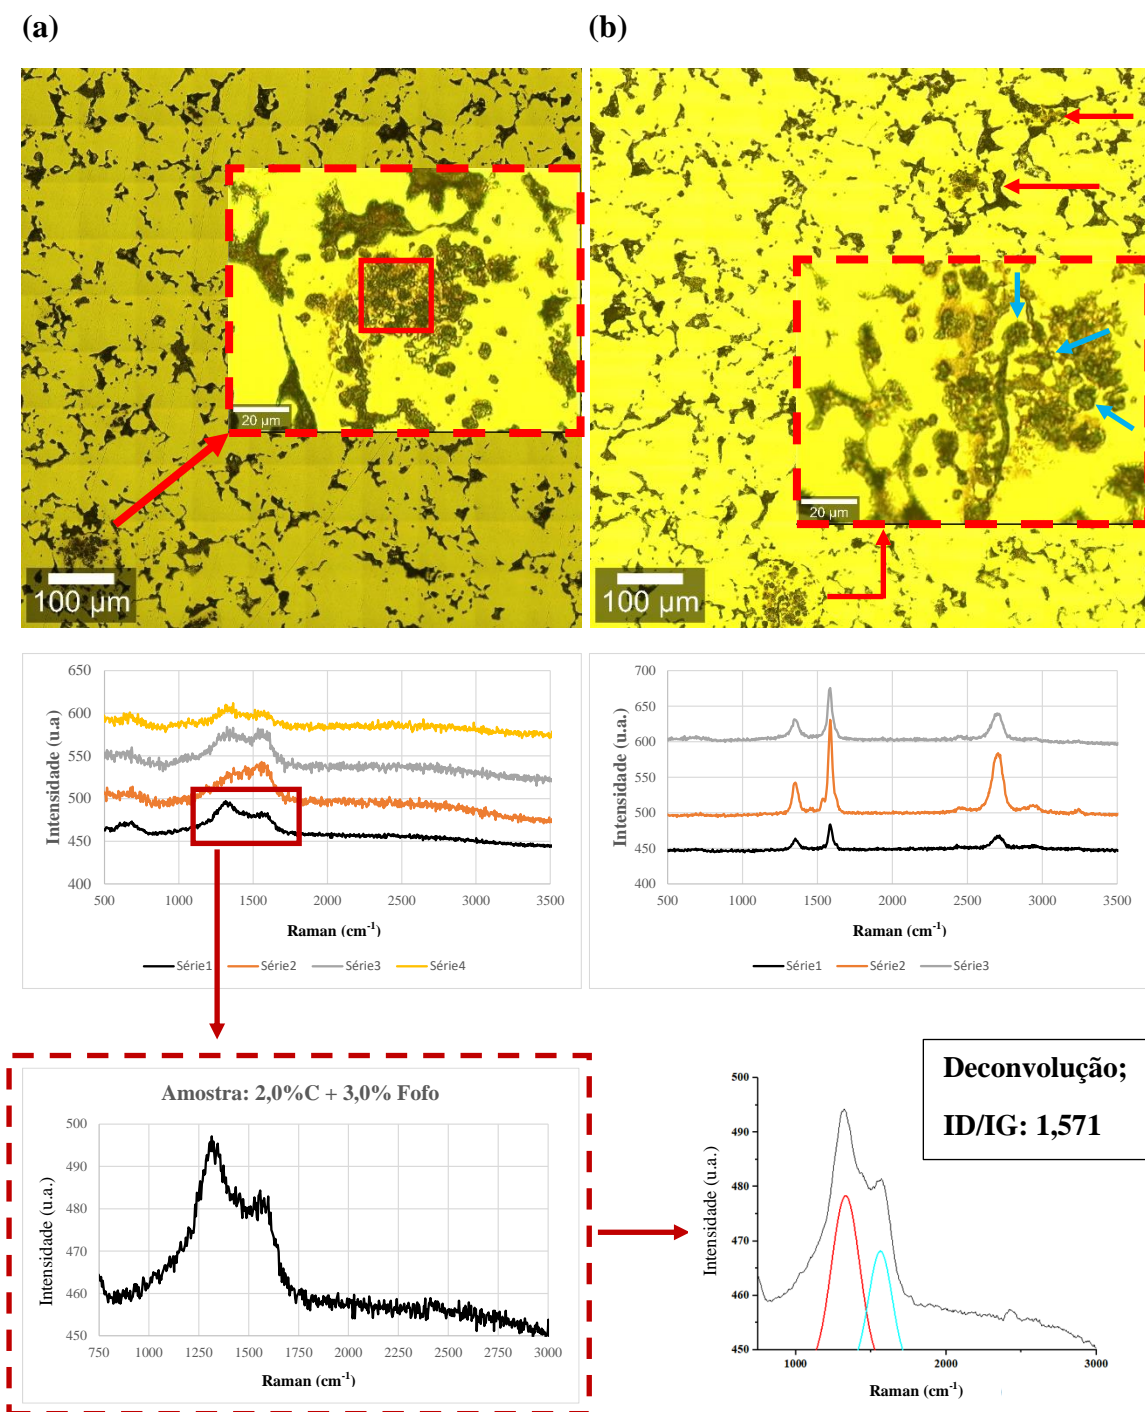 (a)
(b)
20 µm
100 µm
20 µm
100 µm
650
600
550
500
450
400
Intensidade (u.a)
500 1000 1500 2000 2500 3000 3500
Raman (cm-1)
Série1 Série2 Série3 Série4
700
650
600
550
500
450
400
Intensidade (u.a.)
500 1000 1500 2000 2500 3000 3500
Raman (cm-1)
Série1 Série2 Série3
Amostra: 2,0%C + 3,0% Fofo
500
490
480
470
460
450
Intensidade (u.a.)
750 1000 1250 1500 1750 2000 2250 2500 2750 3000
Raman (cm-1)
Deconvolução;
ID/IG: 1,571
500
490
480
470
460
450
Intensidade (u.a.)
1000 2000 3000
Raman (cm-1)